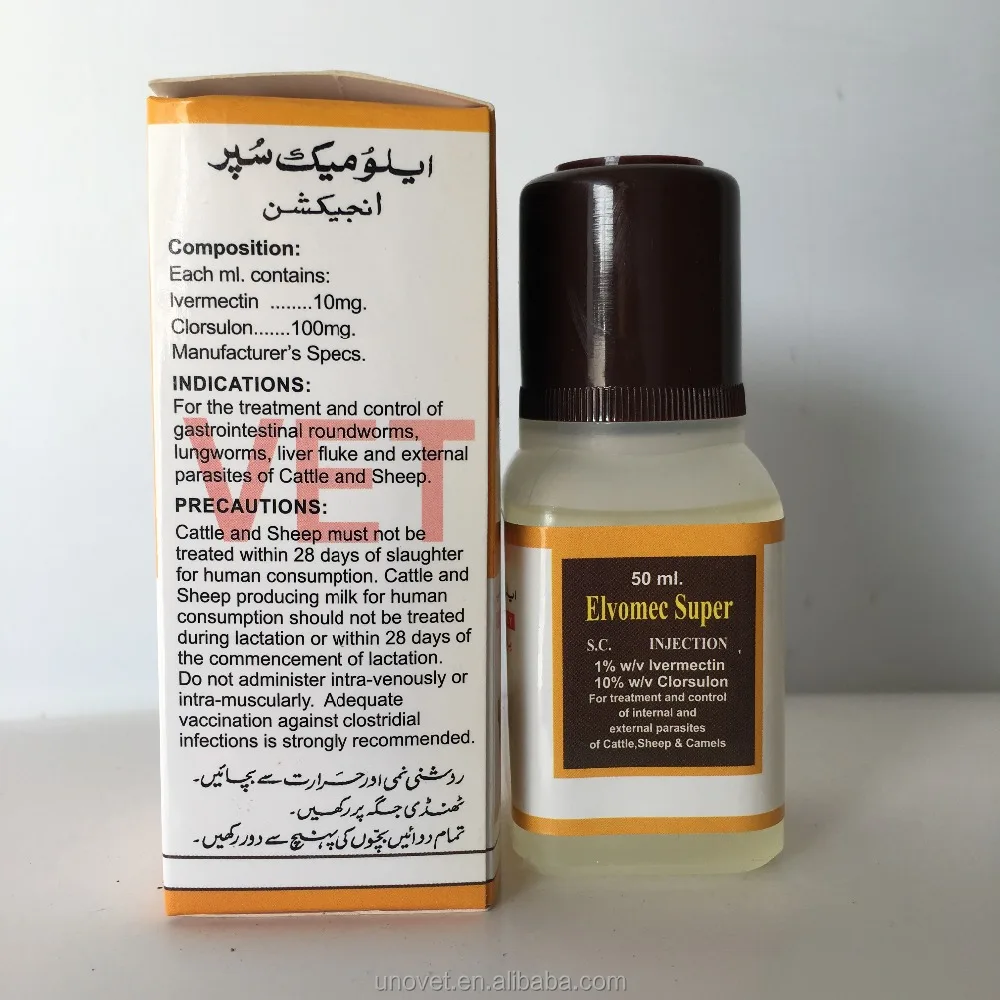 ایلومیک سُپر
انجیکشن
Composition:
Each ml. contains:
Ivermectin ........10mg.
Clorsulon.......100mg.
Manufacturer's Specs.
INDICATIONS:
For the treatment and control of
gastrointestinal roundworms,
lungworms, liver fluke and external
parasites of Cattle and Sheep.
VET
PRECAUTIONS:
Cattle and Sheep must not be
treated within 28 days of slaughter
for human consumption. Cattle and
Sheep producing milk for human
consumption should not be treated
during lactation or within 28 days of
the commencement of lactation.
Do not administer intra-venously or
intra-muscularly. Adequate
vaccination against clostridial
infections is strongly recommended.
روشنی نمی اور حرارت سے بچائیں۔
ٹھنڈی جگہ پر رکھیں۔
تمام دوائیں بچّوں کی پہنچ سے دور رکھیں۔
50 ml.
Elvomec Super
S.C. INJECTION
1% w/v Ivermectin
10% w/v Clorsulon
For treatment and control
of internal and
external parasites
of Cattle,Sheep & Camels
unovet.en.alibaba.com